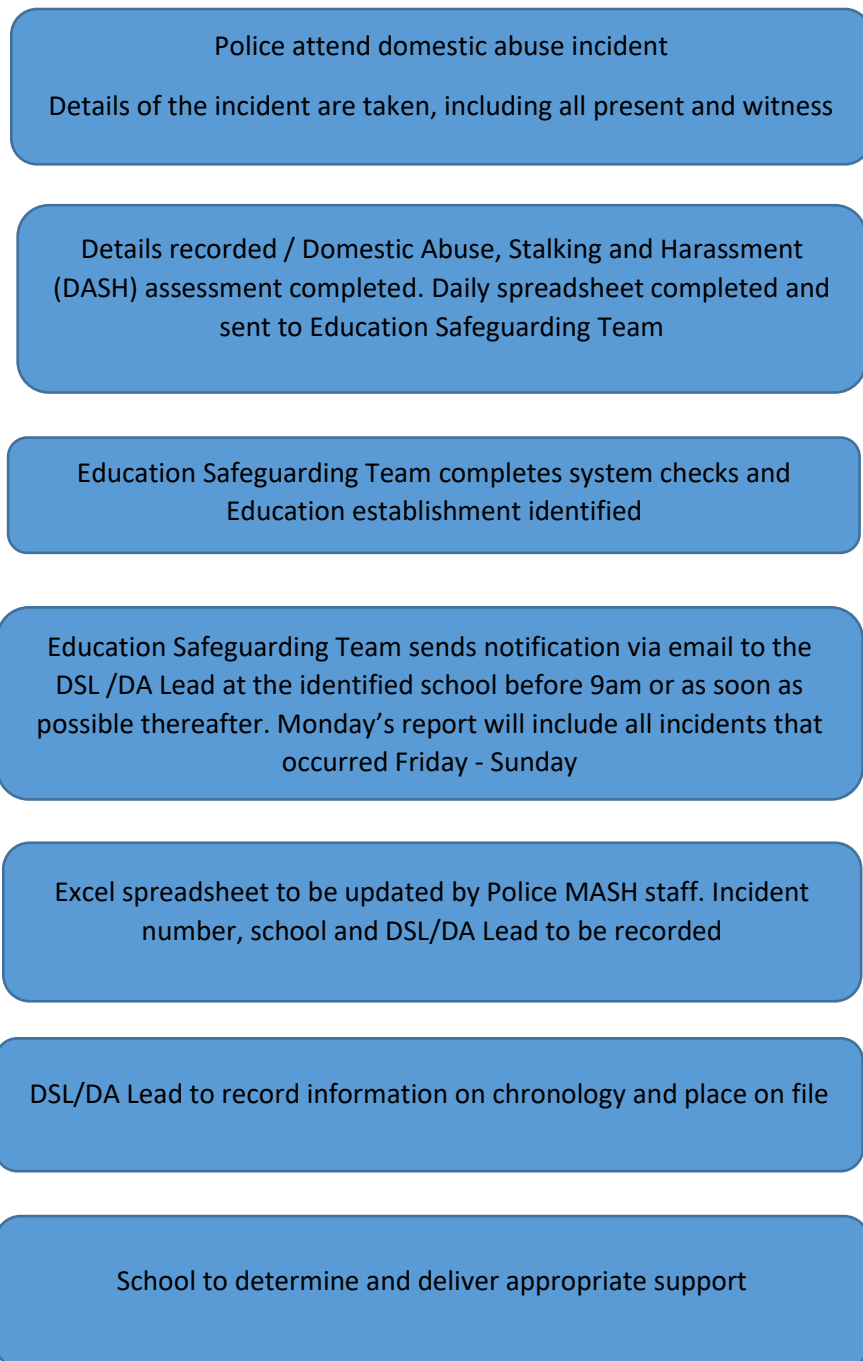 Police attend domestic abuse incident
Details of the incident are taken, including all present and witness
Details recorded / Domestic Abuse, Stalking and Harassment
(DASH) assessment completed. Daily spreadsheet completed and
sent to Education Safeguarding Team
Education Safeguarding Team completes system checks and
Education establishment identified
Education Safeguarding Team sends notification via email to the
DSL /DA Lead at the identified school before 9am or as soon as
possible thereafter. Monday’s report will include all incidents that
occurred Friday - Sunday
Excel spreadsheet to be updated by Police MASH staff. Incident
number, school and DSL/DA Lead to be recorded
DSL/DA Lead to record information on chronology and place on file
School to determine and deliver appropriate support